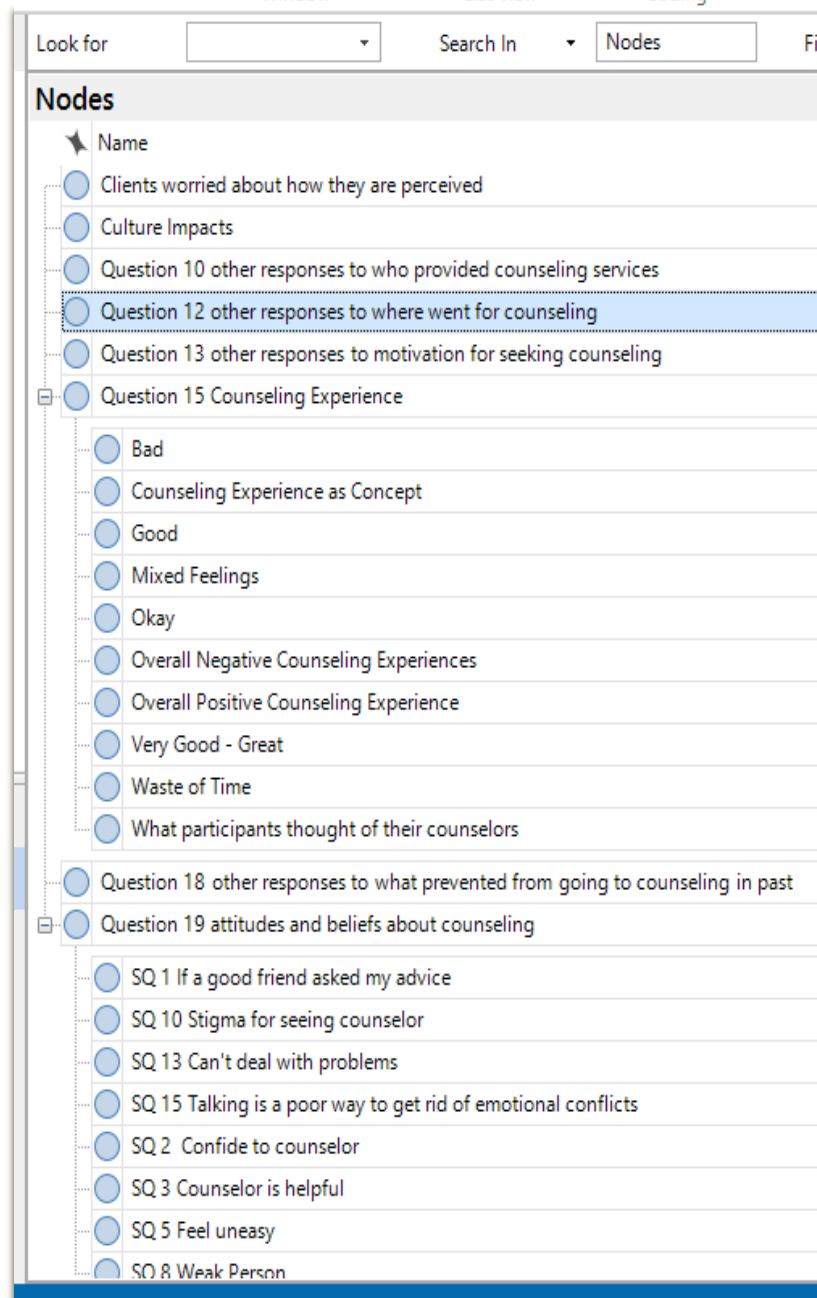 Look for Search In Nodes
Nodes
Name
Clients worried about how they are perceived
Culture Impacts
Question 10 other responses to who provided counseling services
Question 12 other responses to where went for counseling
Question 13 other responses to motivation for seeking counseling
Question 15 Counseling Experience
Bad
Counseling Experience as Concept
Good
Mixed Feelings
Okay
Overall Negative Counseling Experiences
Overall Positive Counseling Experience
Very Good - Great
Waste of Time
What participants thought of their counselors
Question 18 other responses to what prevented from going to counseling in past
Question 19 attitudes and beliefs about counseling
SQ 1 If a good friend asked my advice
SQ 10 Stigma for seeing counselor
SQ 13 Can't deal with problems
SQ 15 Talking is a poor way to get rid of emotional conflicts
SQ 2 Confide to counselor
SQ 3 Counselor is helpful
SQ 5 Feel uneasy
SQ 8 Weak Person